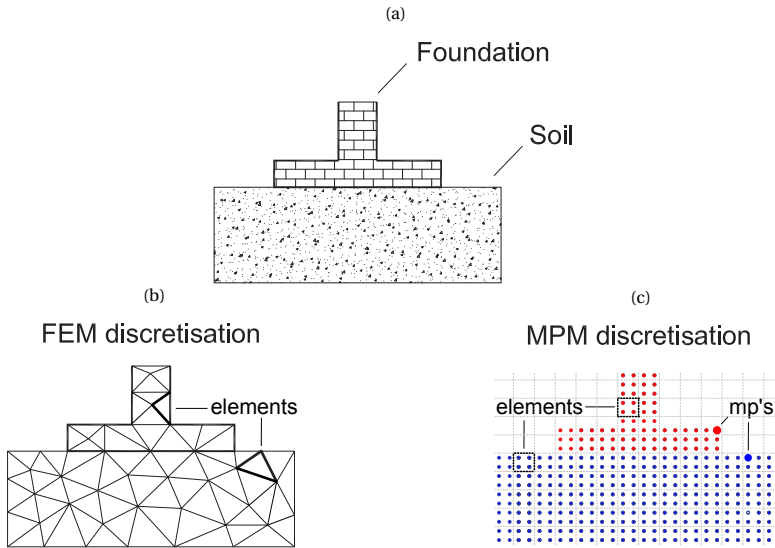 (a)
Foundation
Soil
(b)
FEM discretisation
elements
(c)
MPM discretisation
elements
mp's